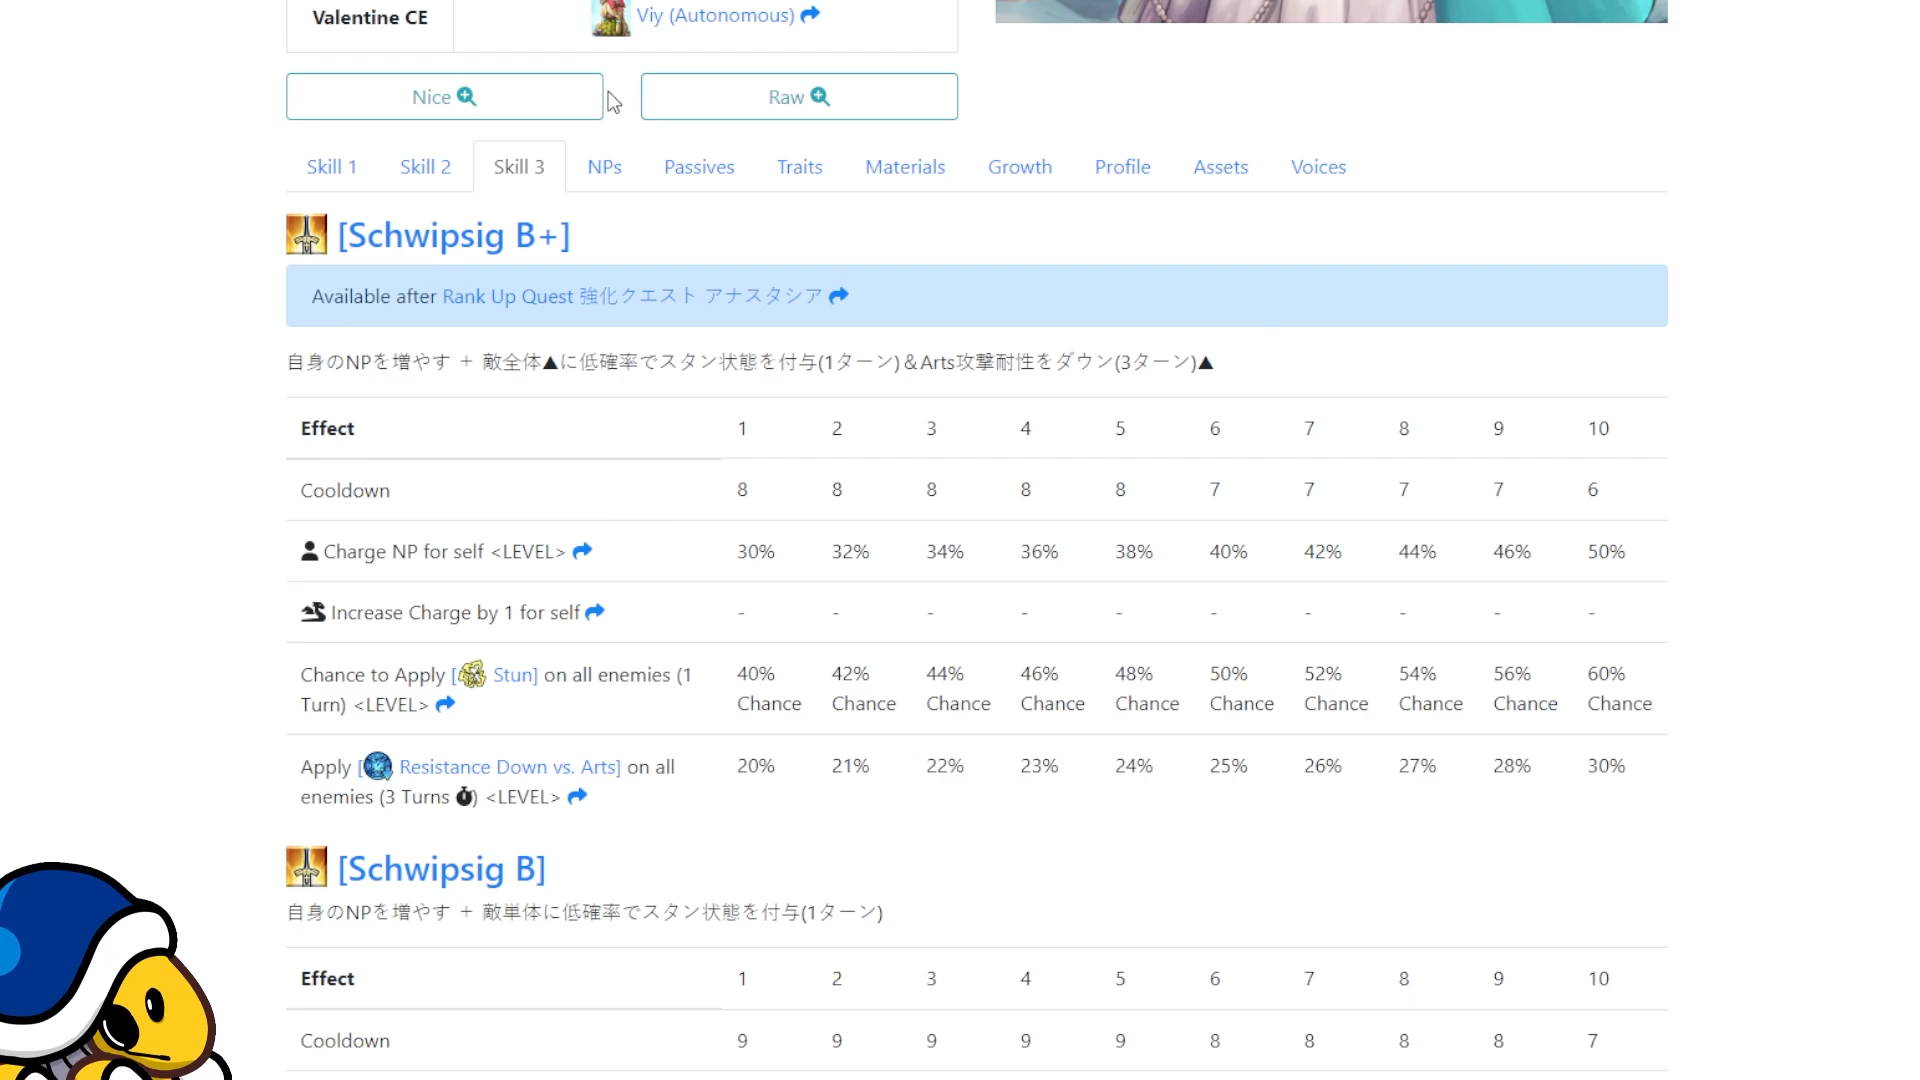 Valentine CE
Viy (Autonomous)
Nice
Raw
Skill 1
Skill 2
Skill 3
NPs
Passives
Traits
Materials
Growth
Profile
Assets
Voices
[Schwipsig B+]
Available after Rank Up Quest 強化クエスト アナスタシア
自身のNPを増やす ＋ 敵全体▲に低確率でスタン状態を付与(1ターン)＆Arts攻撃耐性をダウン(3ターン)▲
Effect 1 2 3 4 5 6 7 8 9 10
Cooldown 8 8 8 8 8 7 7 7 7 6
Charge NP for self <LEVEL> 30% 32% 34% 36% 38% 40% 42% 44% 46% 50%
Increase Charge by 1 for self - - - - - - - - - -
Chance to Apply [Stun] on all enemies (1 40% 42% 44% 46% 48% 50% 52% 54% 56% 60%
Turn) <LEVEL> Chance Chance Chance Chance Chance Chance Chance Chance Chance Chance
Apply [Resistance Down vs. Arts] on all 20% 21% 22% 23% 24% 25% 26% 27% 28% 30%
enemies (3 Turns ) <LEVEL>
[Schwipsig B]
自身のNPを増やす ＋ 敵単体に低確率でスタン状態を付与(1ターン)
Effect 1 2 3 4 5 6 7 8 9 10
Cooldown 9 9 9 9 9 8 8 8 8 7